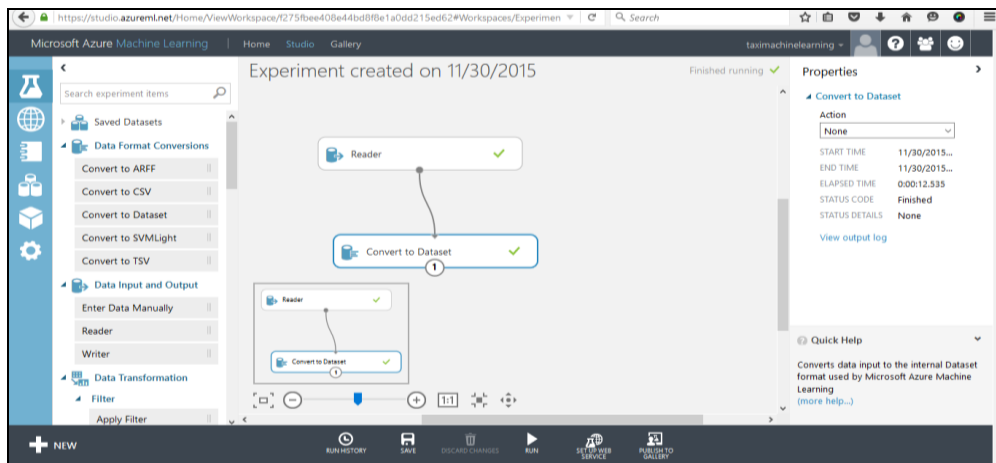 https://studio.azureml.net/Home/ViewWorkspace/f275fbee408e44bd8f8e1a0dd215ed62#Workspaces/Experimen
Search
Microsoft Azure Machine Learning | Home Studio Gallery
taximachinelearning
Search experiment items
Saved Datasets
Data Format Conversions
Convert to ARFF
Convert to CSV
Convert to Dataset
Convert to SVMLight
Convert to TSV
Data Input and Output
Enter Data Manually
Reader
Writer
Data Transformation
Filter
Apply Filter
Experiment created on 11/30/2015
Finished running
Reader
Convert to Dataset
1
Reader
Convert to Dataset
1
1:1
Properties
Convert to Dataset
Action
None
START TIME 11/30/2015...
END TIME 11/30/2015...
ELAPSED TIME 0:00:12.535
STATUS CODE Finished
STATUS DETAILS None
View output log
Quick Help
Converts data input to the internal Dataset
format used by Microsoft Azure Machine
Learning
(more help...)
NEW
RUN HISTORY
SAVE
DISCARD CHANGES
RUN
SET UP WEB
SERVICE
PUBLISH TO
GALLERY